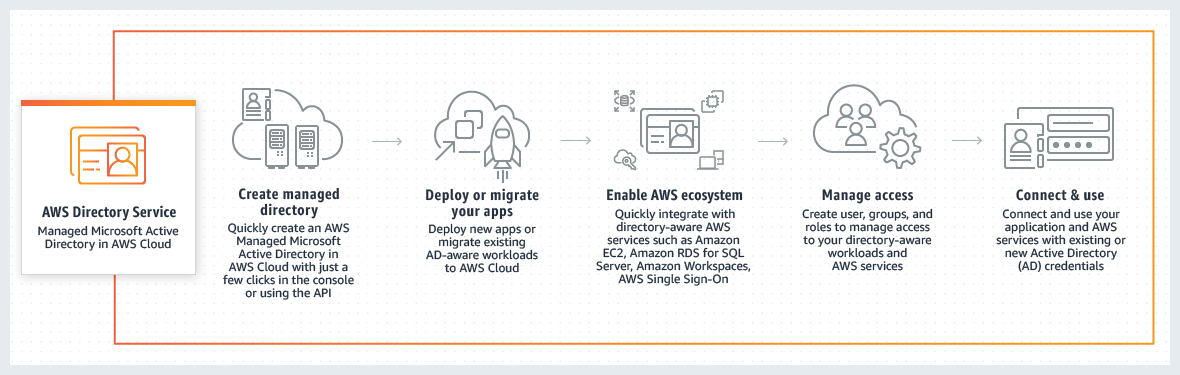 AWS Directory Service
Managed Microsoft Active
Directory in AWS Cloud
Create managed
directory
Quickly create an AWS
Managed Microsoft
Active Directory in
AWS Cloud with just a
few clicks in the console
or using the API
Deploy or migrate
your apps
Deploy new apps or
migrate existing
AD-aware workloads
to AWS Cloud
Enable AWS ecosystem
Quickly integrate with
directory-aware AWS
services such as Amazon
EC2, Amazon RDS for SQL
Server, Amazon Workspaces,
AWS Single Sign-On
Manage access
Create user, groups, and
roles to manage access
to your directory-aware
workloads and
AWS services
Connect & use
Connect and use your
application and AWS
services with existing or
new Active Directory
(AD) credentials